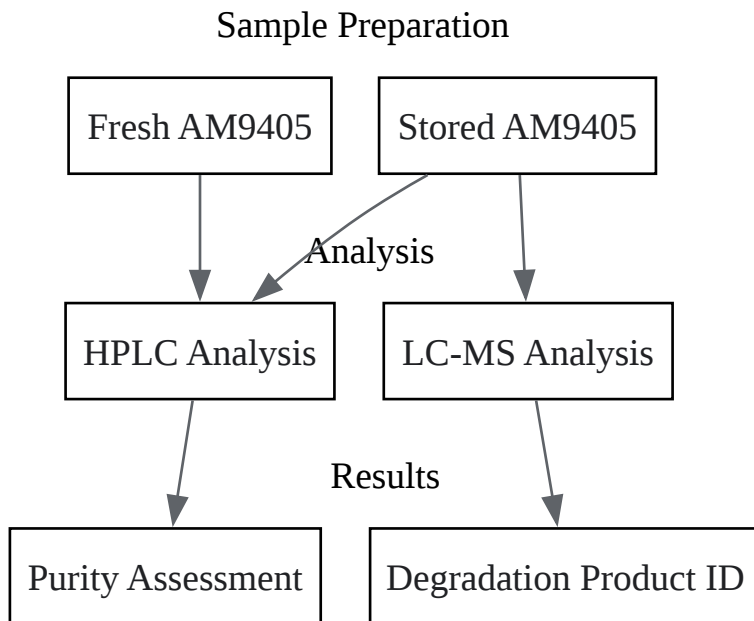 Sample Preparation
Fresh AM9405
Stored AM9405
Analysis
HPLC Analysis
LC-MS Analysis
Results
Purity Assessment
Degradation Product ID